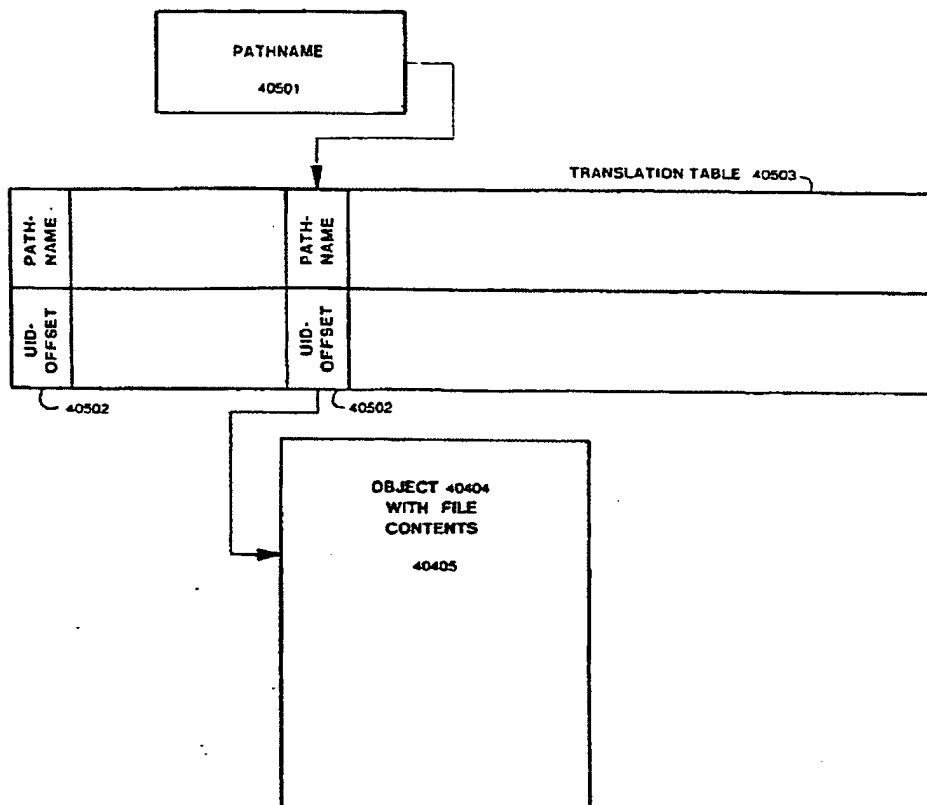 PATHNAME
40501
TRANSLATION TABLE 40503
PATH-
NAME
PATH-
NAME
UID-
OFFSET
UID-
OFFSET
40502
40502
OBJECT 40404
WITH FILE
CONTENTS
40405